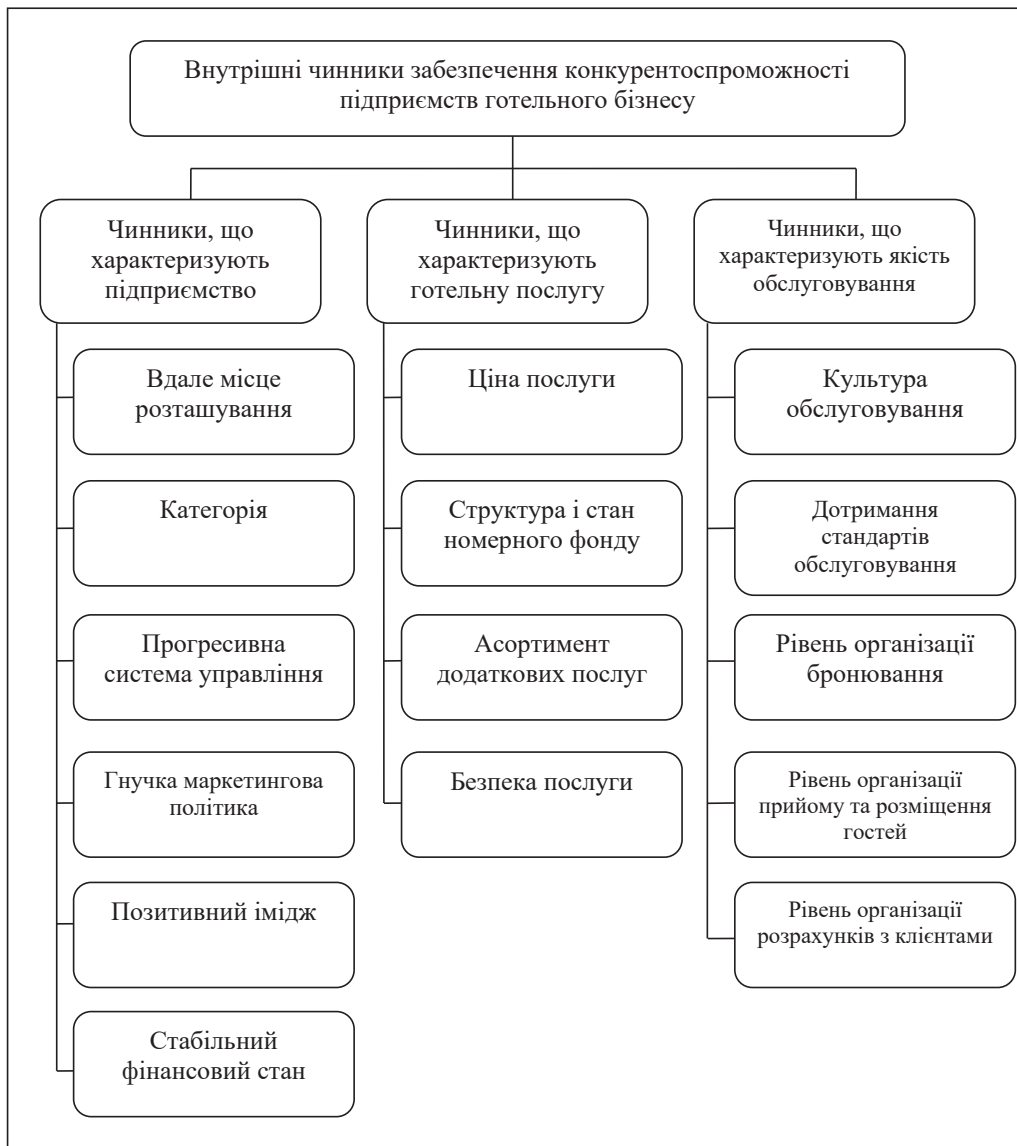 Внутрішні чинники забезпечення конкурентоспроможності
підприємств готельного бізнесу
Чинники, що
характеризують
підприємство
Вдале місце
розташування
Категорія
Прогресивна
система управління
Гнучка маркетингова
політика
Позитивний імідж
Стабільний
фінансовий стан
Чинники, що
характеризують
готельну послугу
Ціна послуги
Структура і стан
номерного фонду
Асортимент
додаткових послуг
Безпека послуги
Чинники, що
характеризують якість
обслуговування
Культура
обслуговування
Дотримання
стандартів
обслуговування
Рівень організації
бронювання
Рівень організації
прийому та розміщення
гостей
Рівень організації
розрахунків з клієнтами